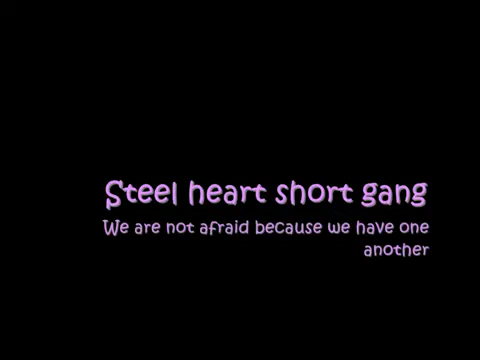 Steel heart short gang
We are not afraid because we have one
another